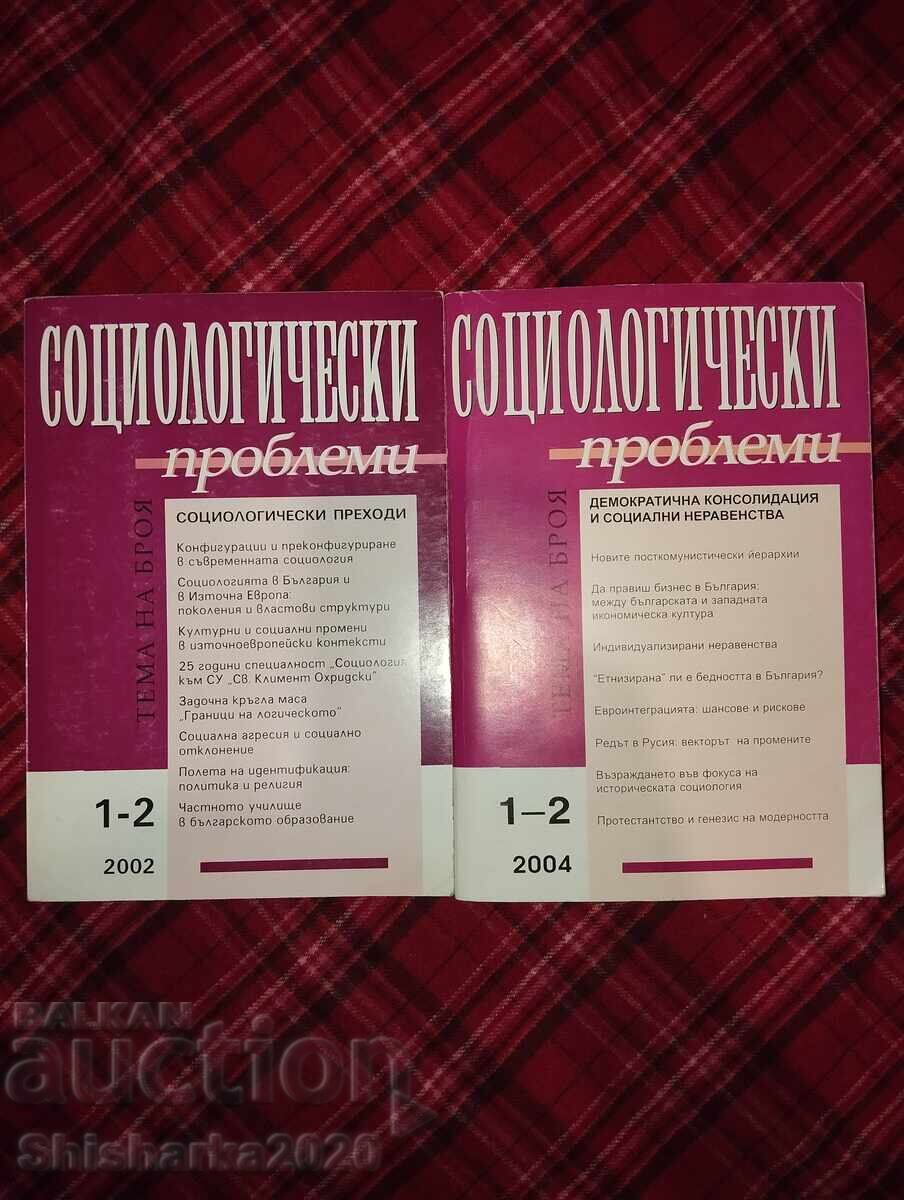 СОЦИОЛОГИЧЕСКИ
проблеми
ТЕМА НА БРОЯ
СОЦИОЛОГИЧЕСКИ ПРЕХОДИ
Конфигурации и преконфигуриране
в съвременната социология
Социологията в България и
в Източна Европа:
поколения и властови структури
Културни и социални промени
в източноевропейски контексти
25 години специалност „Социология"
към СУ „Св. Климент Охридски"
Задочна кръгла маса
„Граници на логическото"
Социална агресия и социално
отклонение
Полета на идентификация:
политика и религия
Частното училище
в българското образование
1-2
2002
СОЦИОЛОГИЧЕСКИ
проблеми
ТЕМА НА БРОЯ
ДЕМОКРАТИЧНА КОНСОЛИДАЦИЯ
И СОЦИАЛНИ НЕРАВЕНСТВА
Новите посткомунистически йерархии
Да правиш бизнес в България:
между българската и западната
икономическа култура
Индивидуализирани неравенства
"Етнизирана" ли е бедността в България?
Евроинтеграцията: шансове и рискове
Редът в Русия: векторът на промените
Възраждането във фокуса на
историческата социология
Протестантство и генезис на модерността
1–2
2004
BALKAN
auction
Shisharka2020